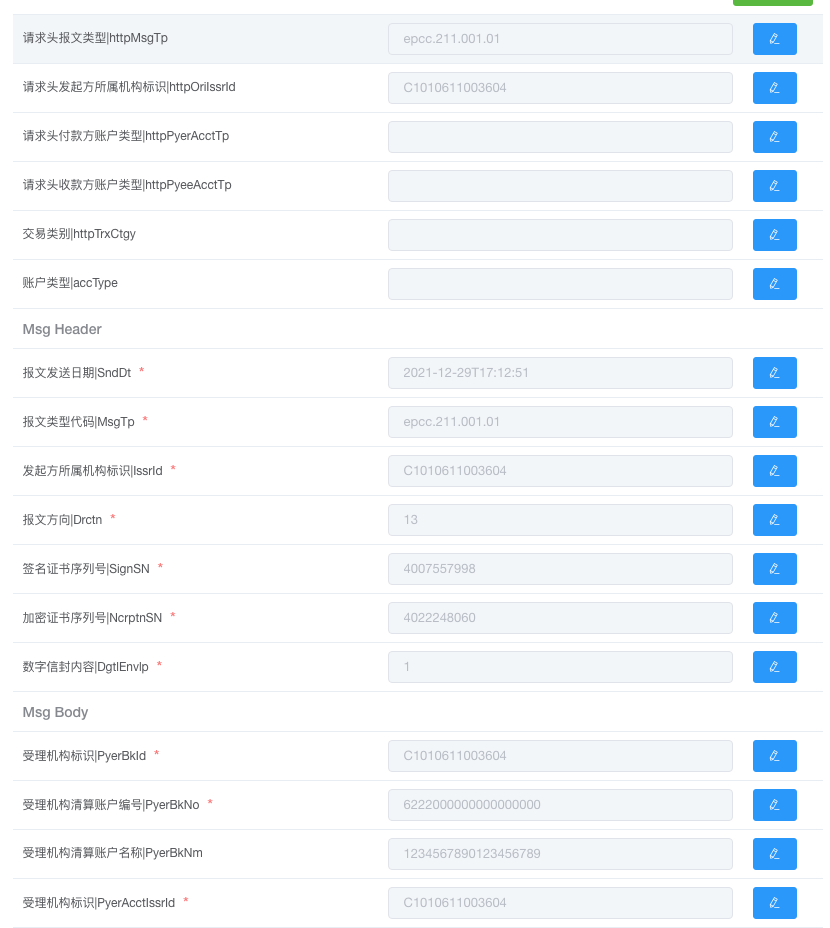 请求头报文类型|httpMsgTp epcc.211.001.01
请求头发起方所属机构标识|httpOriIssrId C1010611003604
请求头付款方账户类型|httpPyerAcctTp
请求头收款方账户类型|httpPyeeAcctTp
交易类别|httpTrxCtgy
账户类型|accType
Msg Header
报文发送日期|SndDt * 2021-12-29T17:12:51
报文类型代码|MsgTp * epcc.211.001.01
发起方所属机构标识|IssrId * C1010611003604
报文方向|Drctn * 13
签名证书序列号|SignSN * 4007557998
加密证书序列号|NcrptnSN * 4022248060
数字信封内容|DgtlEnvlp * 1
Msg Body
受理机构标识|PyerBkId * C1010611003604
受理机构清算账户编号|PyerBkNo * 6222000000000000000
受理机构清算账户名称|PyerBkNm 1234567890123456789
受理机构标识|PyerAcctIssrId * C1010611003604